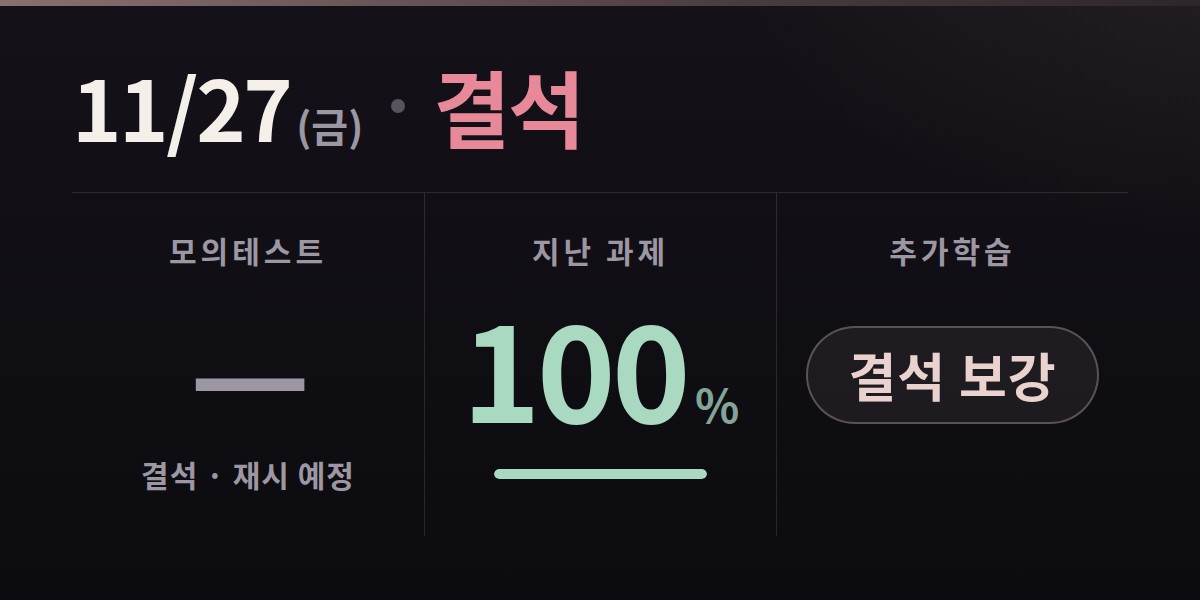 11/27(금) · 결석
모의테스트
지난 과제
추가학습
—
100%
결석 보강
결석 · 재시 예정